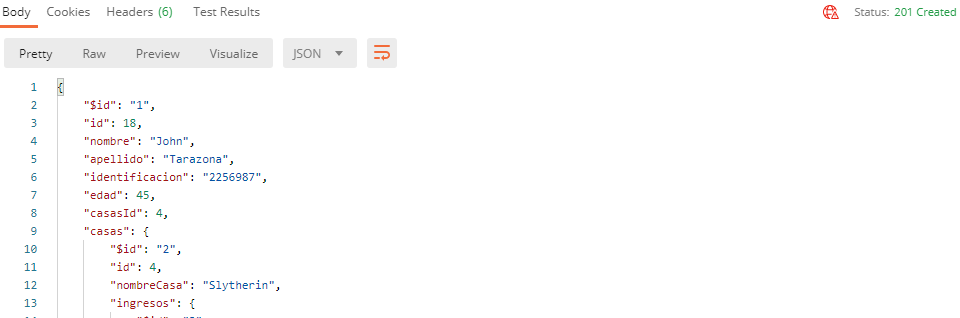 Body Cookies Headers (6) Test Results Status: 201 Created
Pretty Raw Preview Visualize JSON
1 {
2 "$id": "1",
3 "id": 18,
4 "nombre": "John",
5 "apellido": "Tarazona",
6 "identificacion": "2256987",
7 "edad": 45,
8 "casasId": 4,
9 "casas": {
10 "$id": "2",
11 "id": 4,
12 "nombreCasa": "Slytherin",
13 "ingresos": {